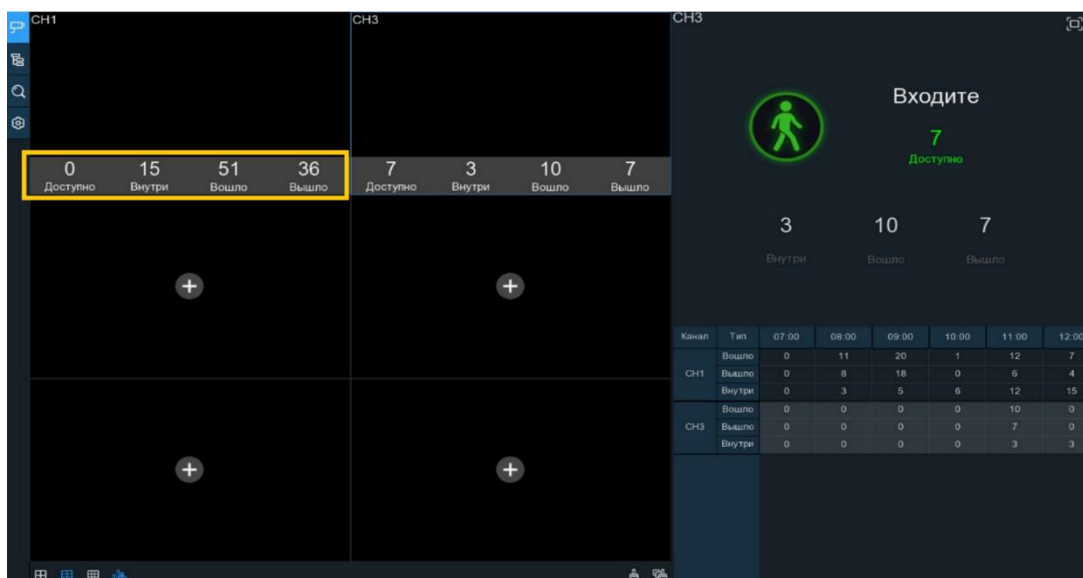 CH1
0 15 51 36
Доступно Внутри Вошло Вышло
CH3
7 3 10 7
Доступно Внутри Вошло Вышло
CH3
Входите
7
Доступно
3 10 7
Внутри Вошло Вышло
Канал Тип 07:00 08:00 09:00 10:00 11:00 12:00
CH1 Вошло 0 11 20 1 12 7
Вышло 0 8 18 0 6 4
Внутри 0 3 5 6 12 15
CH3 Вошло 0 0 0 0 10 0
Вышло 0 0 0 0 7 0
Внутри 0 0 0 0 3 3